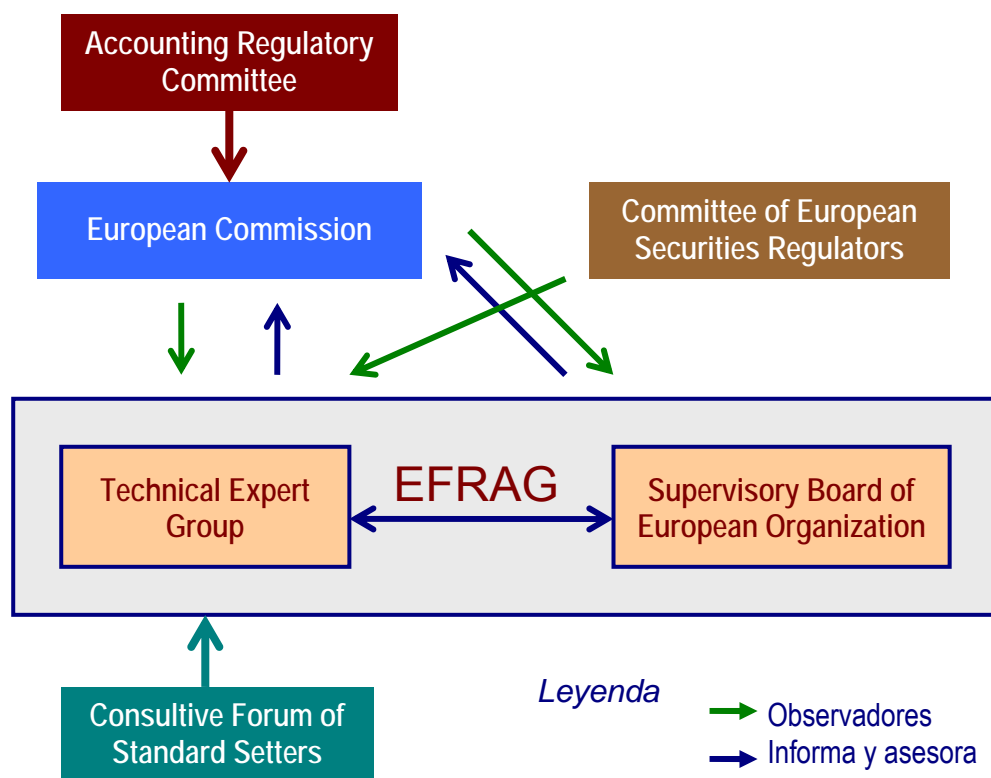 Accounting Regulatory
Committee
European Commission
Committee of European
Securities Regulators
Technical Expert
Group
EFRAG
Supervisory Board of
European Organization
Consultive Forum of
Standard Setters
Leyenda
Observadores
Informa y asesora